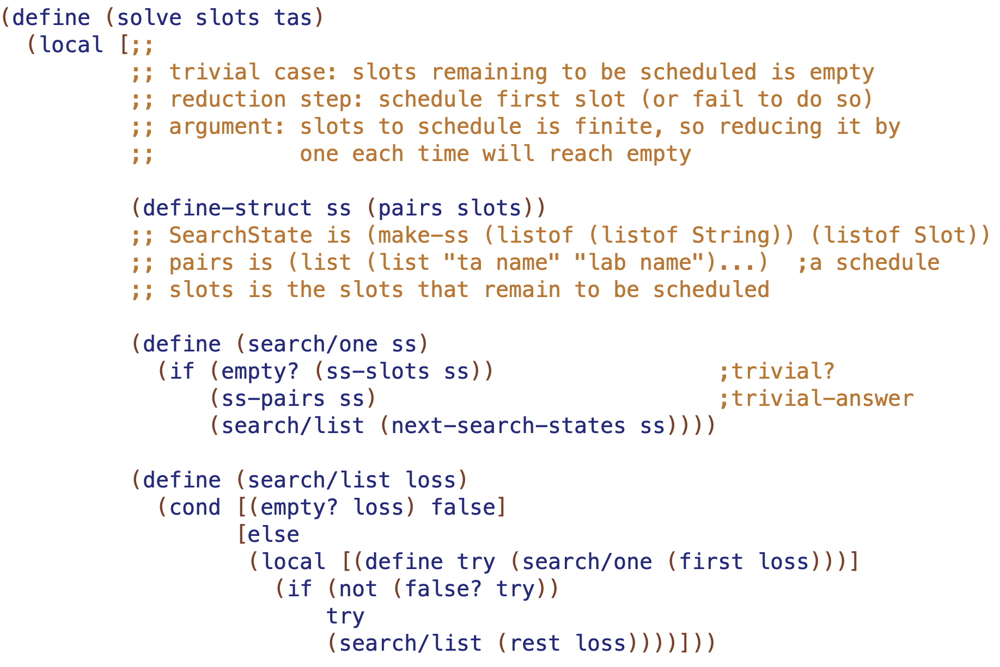 (define (solve slots tas)
  (local [;;
          ;; trivial case: slots remaining to be scheduled is empty
          ;; reduction step: schedule first slot (or fail to do so)
          ;; argument: slots to schedule is finite, so reducing it by
          ;;           one each time will reach empty

          (define-struct ss (pairs slots))
          ;; SearchState is (make-ss (listof (listof String)) (listof Slot))
          ;; pairs is (list (list "ta name" "lab name")...)  ;a schedule
          ;; slots is the slots that remain to be scheduled

          (define (search/one ss)
            (if (empty? (ss-slots ss))                 ;trivial?
                (ss-pairs ss)                          ;trivial-answer
                (search/list (next-search-states ss))))

          (define (search/list loss)
            (cond [(empty? loss) false]
                  [else
                   (local [(define try (search/one (first loss)))]
                     (if (not (false? try))
                         try
                         (search/list (rest loss))))]))